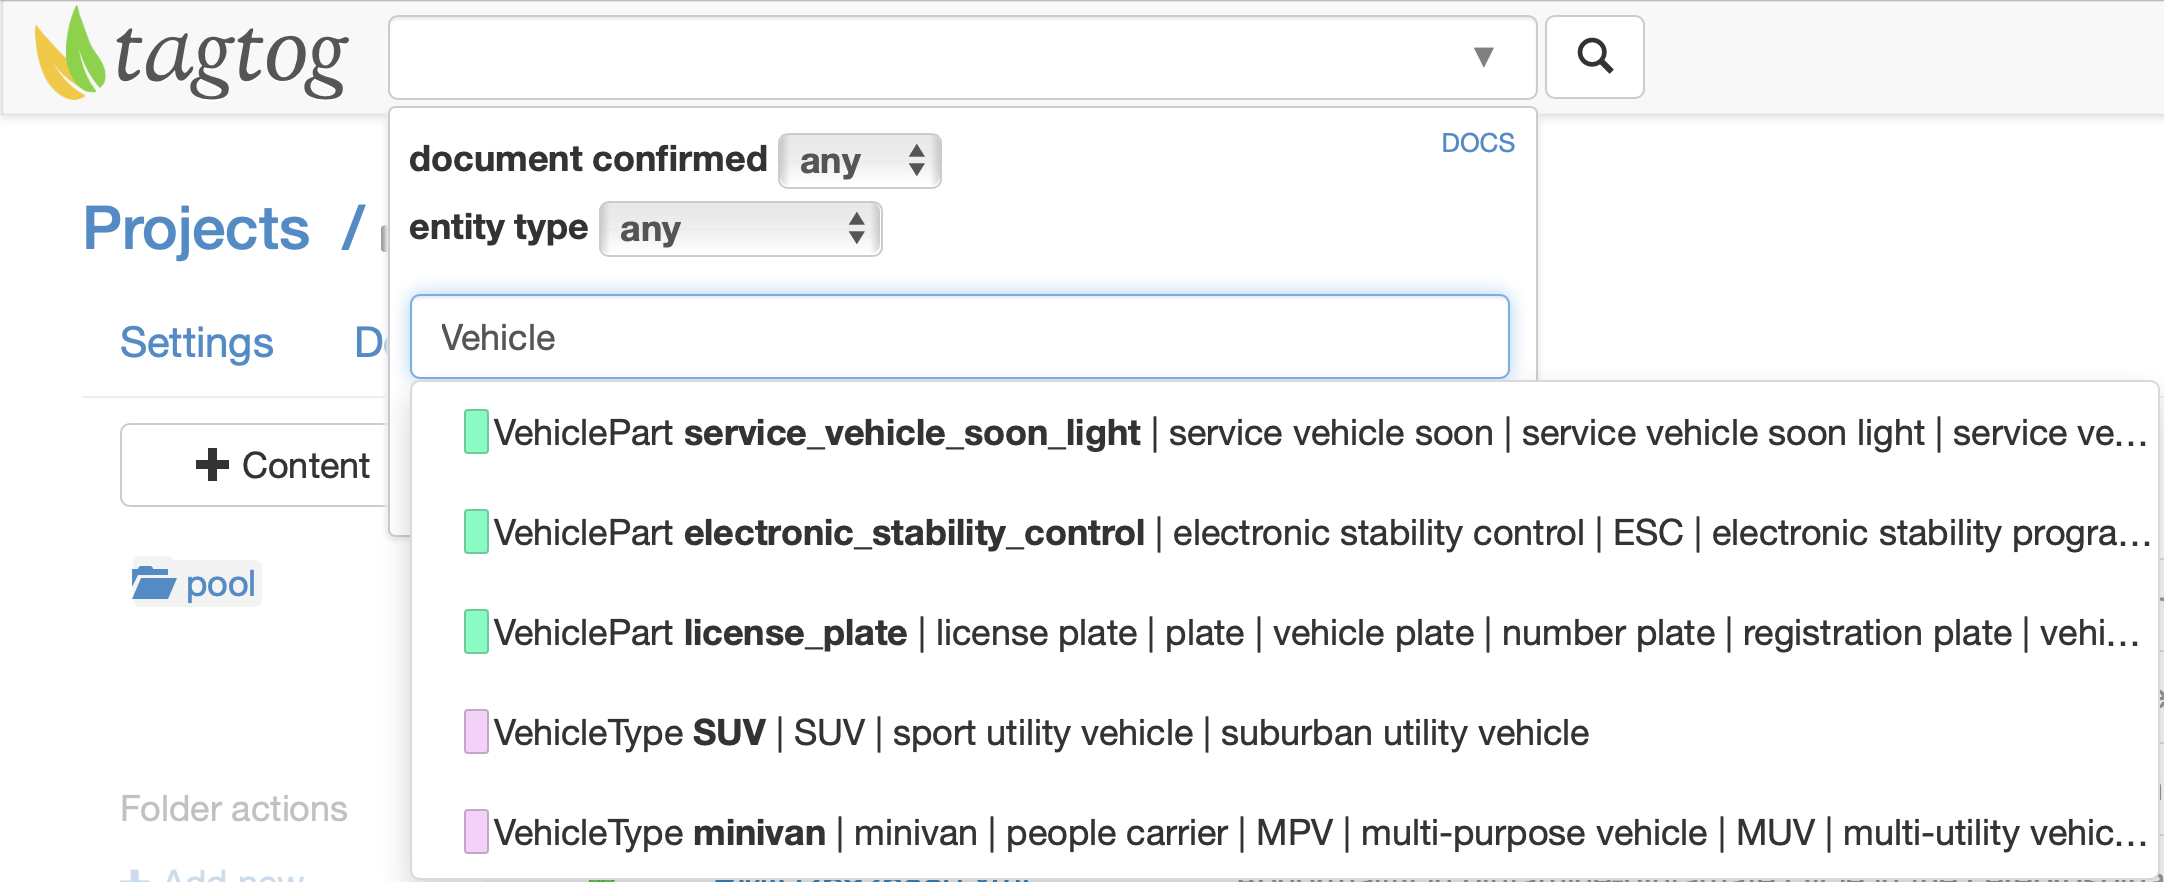 tagtog
document confirmed any DOCS
entity type any
Projects /
Vehicle
Settings
VehiclePart service_vehicle_soon_light | service vehicle soon | service vehicle soon light | service ve...
+ Content
VehiclePart electronic_stability_control | electronic stability control | ESC | electronic stability progra...
pool
VehiclePart license_plate | license plate | plate | vehicle plate | number plate | registration plate | vehi...
VehicleType SUV | SUV | sport utility vehicle | suburban utility vehicle
Folder actions
VehicleType minivan | minivan | people carrier | MPV | multi-purpose vehicle | MUV | multi-utility vehic...
+ Add new